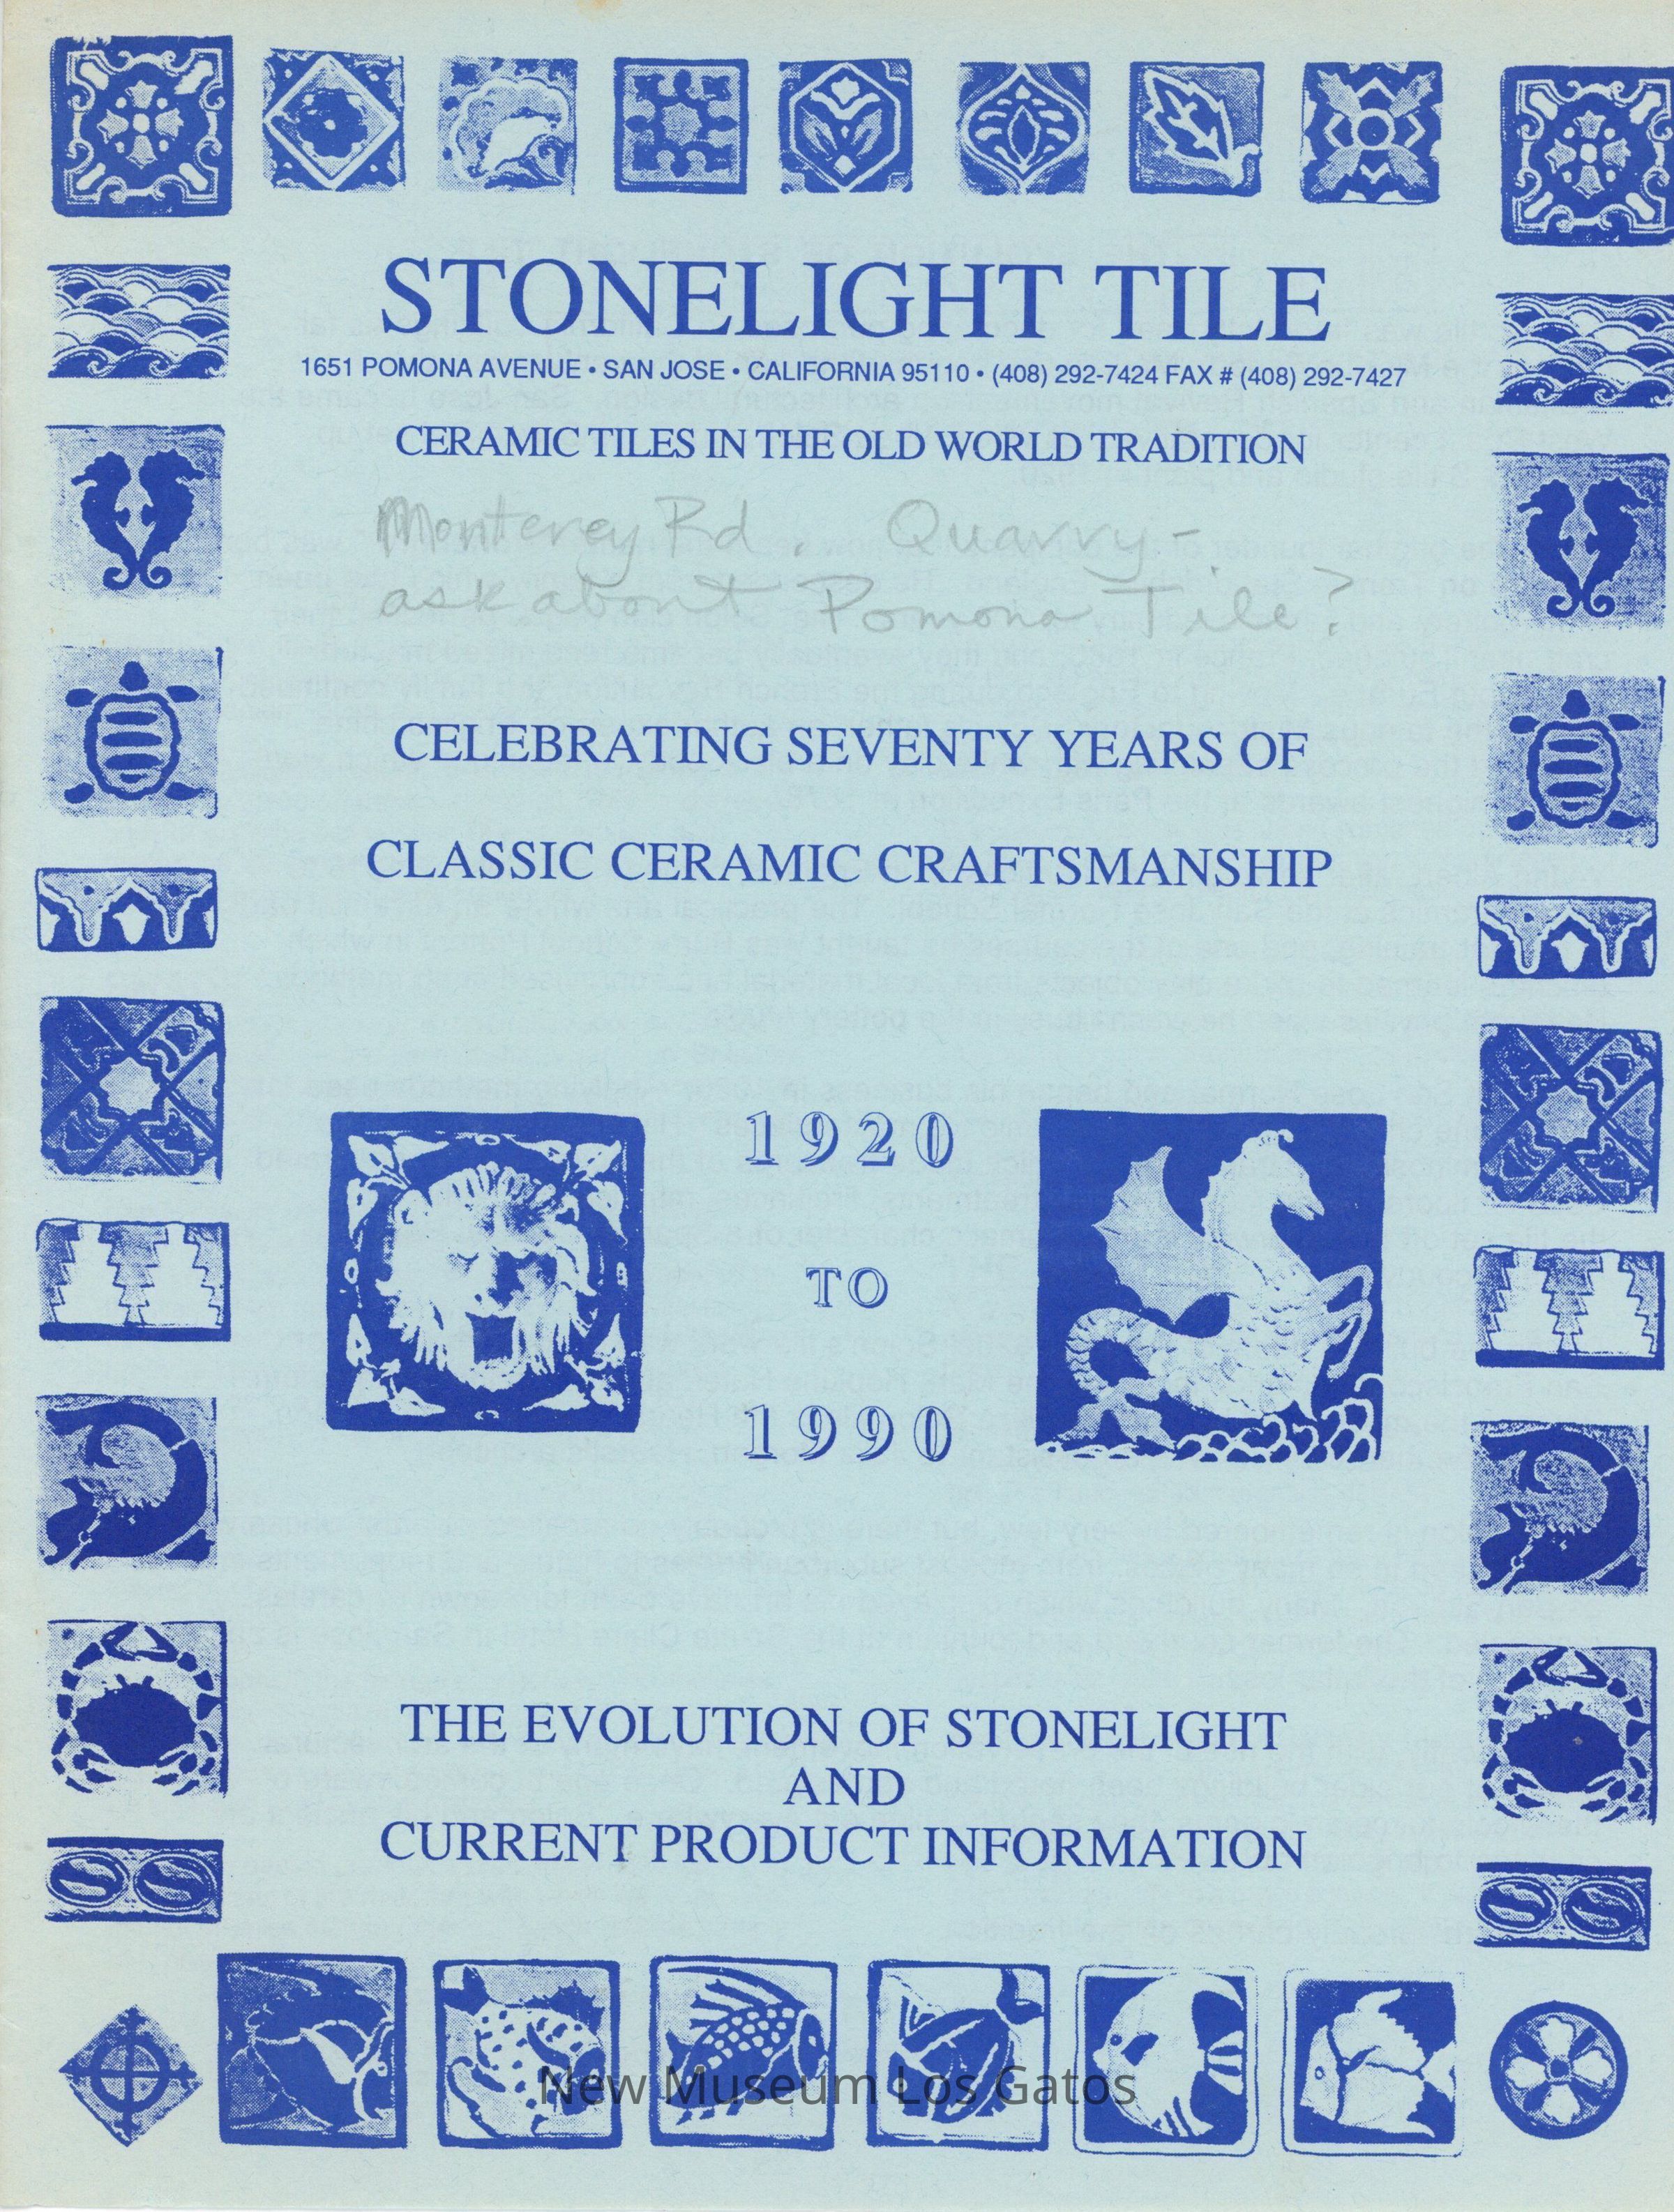 STONELIGHT TILE
1651 POMONA AVENUE • SAN JOSE • CALIFORNIA 95110 • (408) 292-7424 FAX # (408) 292-7427
CERAMIC TILES IN THE OLD WORLD TRADITION
Monterey Rd. Quarry-
ask about Pomona Tile?
CELEBRATING SEVENTY YEARS OF
CLASSIC CERAMIC CRAFTSMANSHIP
1920
TO
1990
THE EVOLUTION OF STONELIGHT
AND
CURRENT PRODUCT INFORMATION
New Museum Los Gatos